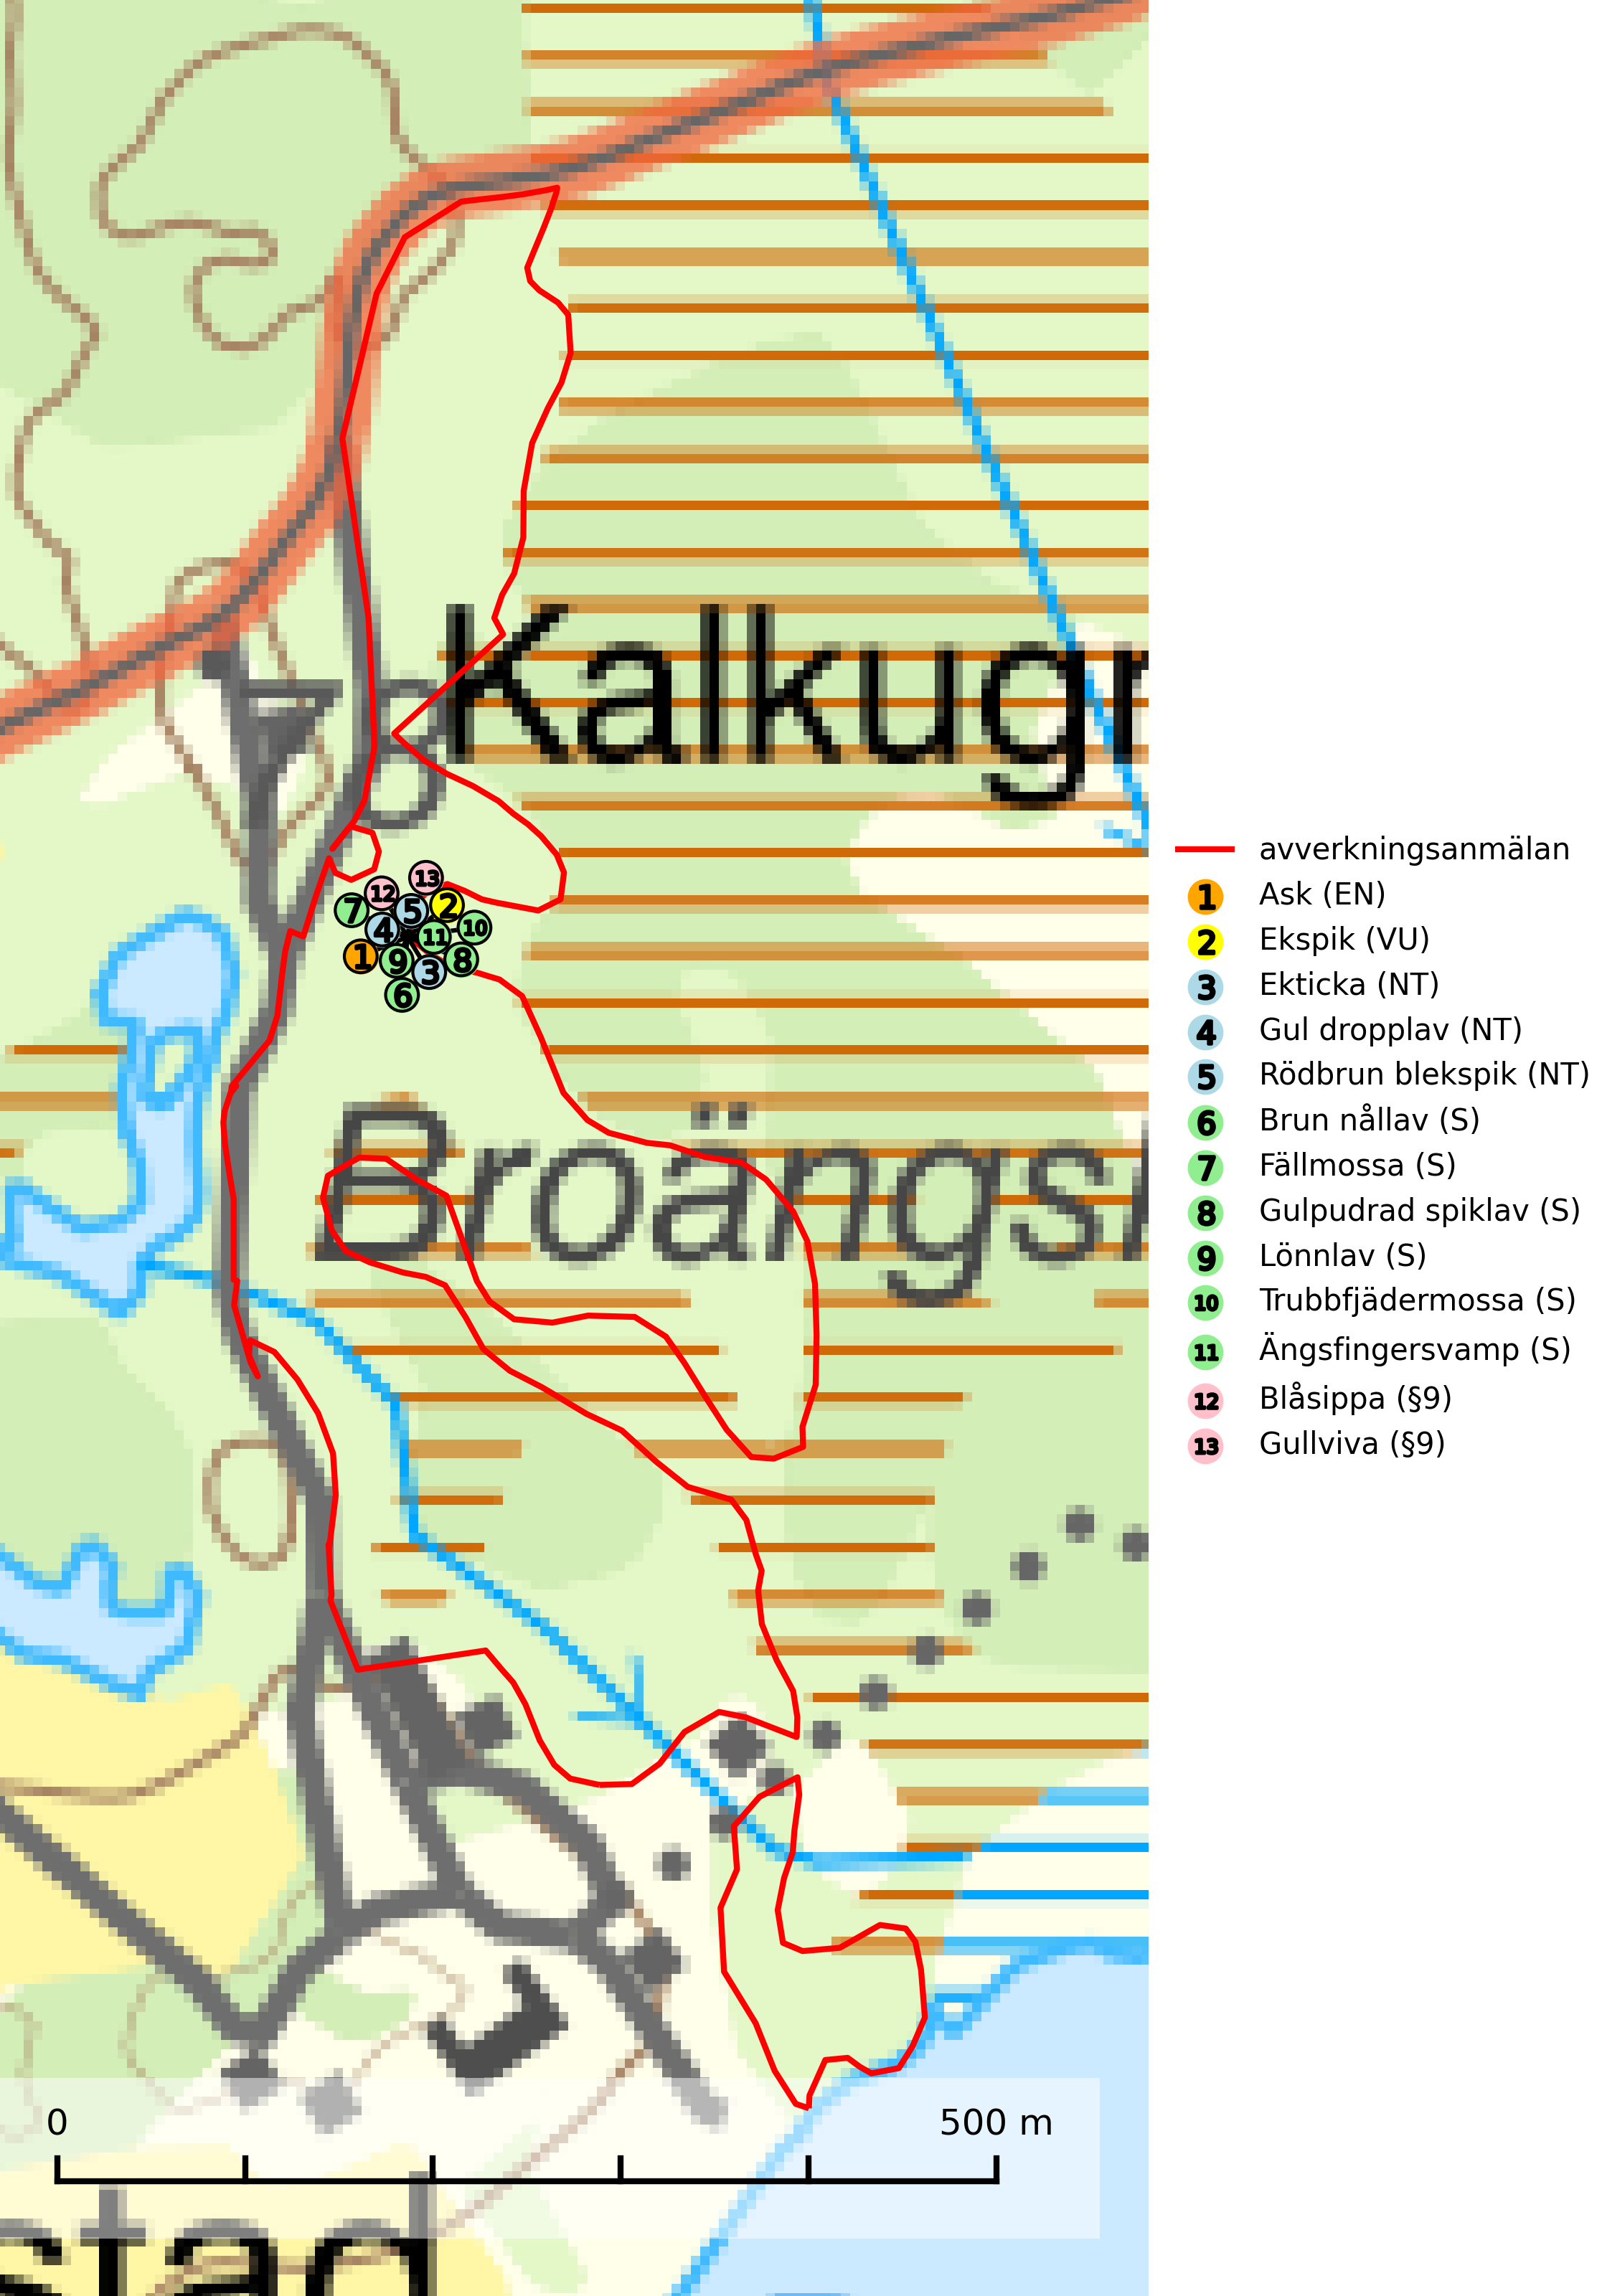 Kalkugr
avverkningsanmälan
1 Ask (EN)
2 Ekspik (VU)
3 Ekticka (NT)
4 Gul dropplav (NT)
5 Rödbrun blekspik (NT)
6 Brun nållav (S)
7 Fällmossa (S)
8 Gulpudrad spiklav (S)
9 Lönnlav (S)
10 Trubbfjädermossa (S)
11 Ängsfingersvamp (S)
12 Blåsippa (§9)
13 Gullviva (§9)
13
12
2
7
5
10
4
11
1
9
8
3
6
Broängs
0 500 m
stad